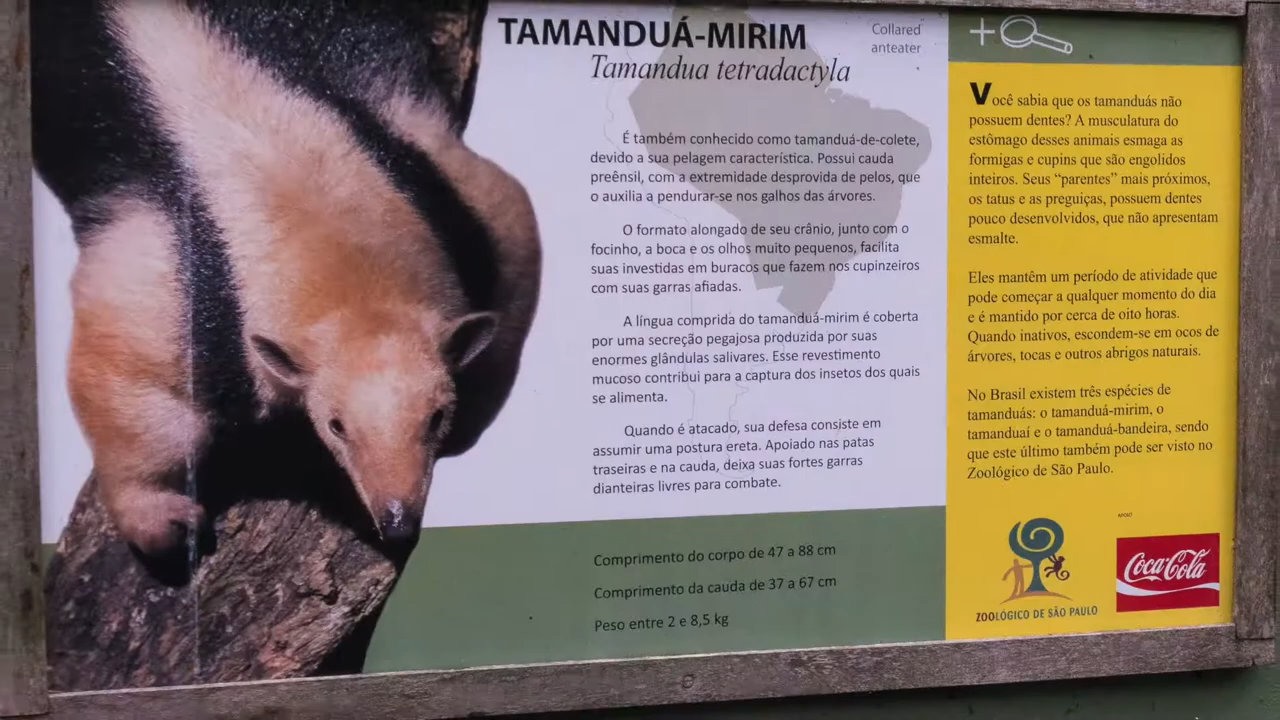 TAMANDUÁ-MIRIM
Tamandua tetradactyla
Collared
anteater
É também conhecido como tamanduá-de-colete,
devido a sua pelagem característica. Possui cauda
preênsil, com a extremidade desprovida de pelos, que
o auxilia a pendurar-se nos galhos das árvores.
O formato alongado de seu crânio, junto com o
focinho, a boca e os olhos muito pequenos, facilita
suas investidas em buracos que fazem nos cupinzeiros
com suas garras afiadas.
A língua comprida do tamanduá-mirim é coberta
por uma secreção pegajosa produzida por suas
enormes glândulas salivares. Esse revestimento
mucoso contribui para a captura dos insetos dos quais
se alimenta.
Quando é atacado, sua defesa consiste em
assumir uma postura ereta. Apoiado nas patas
traseiras e na cauda, deixa suas fortes garras
dianteiras livres para combate.
Comprimento do corpo de 47 a 88 cm
Comprimento da cauda de 37 a 67 cm
Peso entre 2 e 8,5 kg
+
Você sabia que os tamanduás não
possuem dentes? A musculatura do
estômago desses animais esmaga as
formigas e cupins que são engolidos
inteiros. Seus “parentes” mais próximos,
os tatus e as preguiças, possuem dentes
pouco desenvolvidos, que não apresentam
esmalte.
Eles mantêm um período de atividade que
pode começar a qualquer momento do dia
e é mantido por cerca de oito horas.
Quando inativos, escondem-se em ocos de
árvores, tocas e outros abrigos naturais.
No Brasil existem três espécies de
tamanduás: o tamanduá-mirim, o
tamanduaí e o tamanduá-bandeira, sendo
que este último também pode ser visto no
Zoológico de São Paulo.
ZOOLÓGICO DE SÃO PAULO
APOIO
Coca-Cola